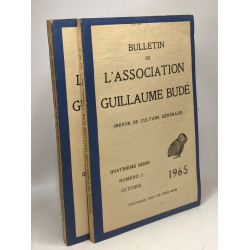 BULLETIN
DE
L'ASSOCIATION
GUILLAUME BUDÉ
(REVUE DE CULTURE GÉNÉRALE)
QUATRIÈME SÉRIE
NUMÉRO 3
OCTOBRE
1965